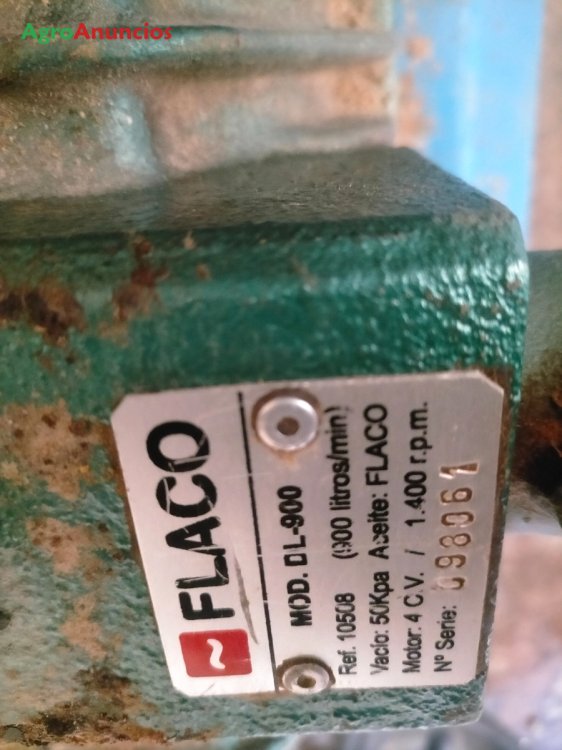 AgroAnuncios
FLACO
MOD. DL-900
Ref. 10508 (900 litros/min)
Vacío: 50Kpa Aceite: FLACO
Motor: 4 C.V. / 1.400 r.p.m.
Nº Serie: 098061